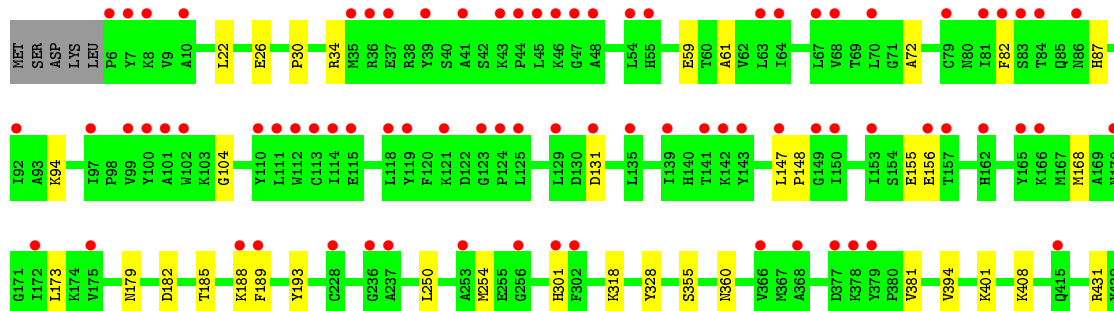 MET SER ASP LYS LEU P6 Y7 K8 V9 A10 L22 E26 P30 R34 M35 R36 E37 R38 Y39 S40 A41 S42 K43 P44 L45 K46 G47 A48 L54 H55 E59 T60 A61 V62 L63 I64 L67 V68 T69 L70 G71 A72 C79 N80 I81 F82 S83 T84 Q85 N86 H87
I92 A93 K94 I97 P98 V99 Y100 A101 W102 K103 G104 Y110 L111 W112 C113 I114 E115 L118 Y119 F120 K121 D122 G123 P124 L125 L129 D130 D131 L135 I139 H140 T141 K142 Y143 L147 P148 G149 I150 I153 S154 E155 E156 T157 H162 Y165 K166 M167 M168 A169
G171 I172 L173 K174 V175 N179 D182 T185 K188 F189 Y193 C228 G236 A237 L250 A253 M254 E255 G256 H301 F302 K318 Y328 S355 N360 V366 M367 A368 D377 K378 Y379 P380 V381 V394 K401 K408 Q415 R431